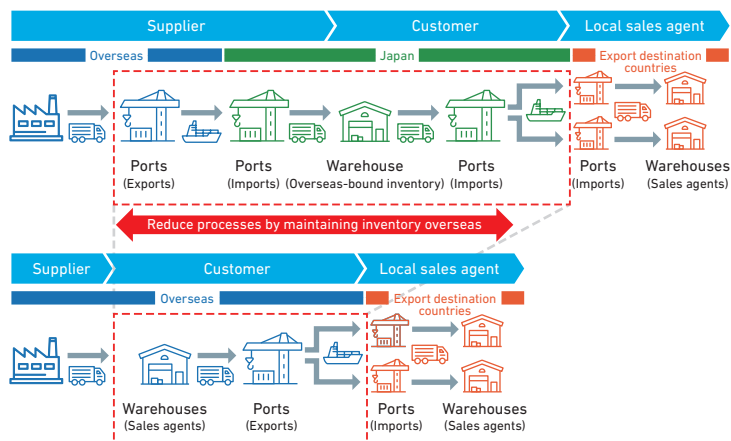 Supplier
Customer
Local sales agent
Overseas
Japan
Export destination
countries
Ports
(Exports)
Ports
(Imports)
Warehouse
(Overseas-bound inventory)
Ports
(Imports)
Ports
(Imports)
Warehouses
(Sales agents)
Reduce processes by maintaining inventory overseas
Supplier
Customer
Local sales agent
Overseas
Export destination
countries
Warehouses
(Sales agents)
Ports
(Exports)
Ports
(Imports)
Warehouses
(Sales agents)